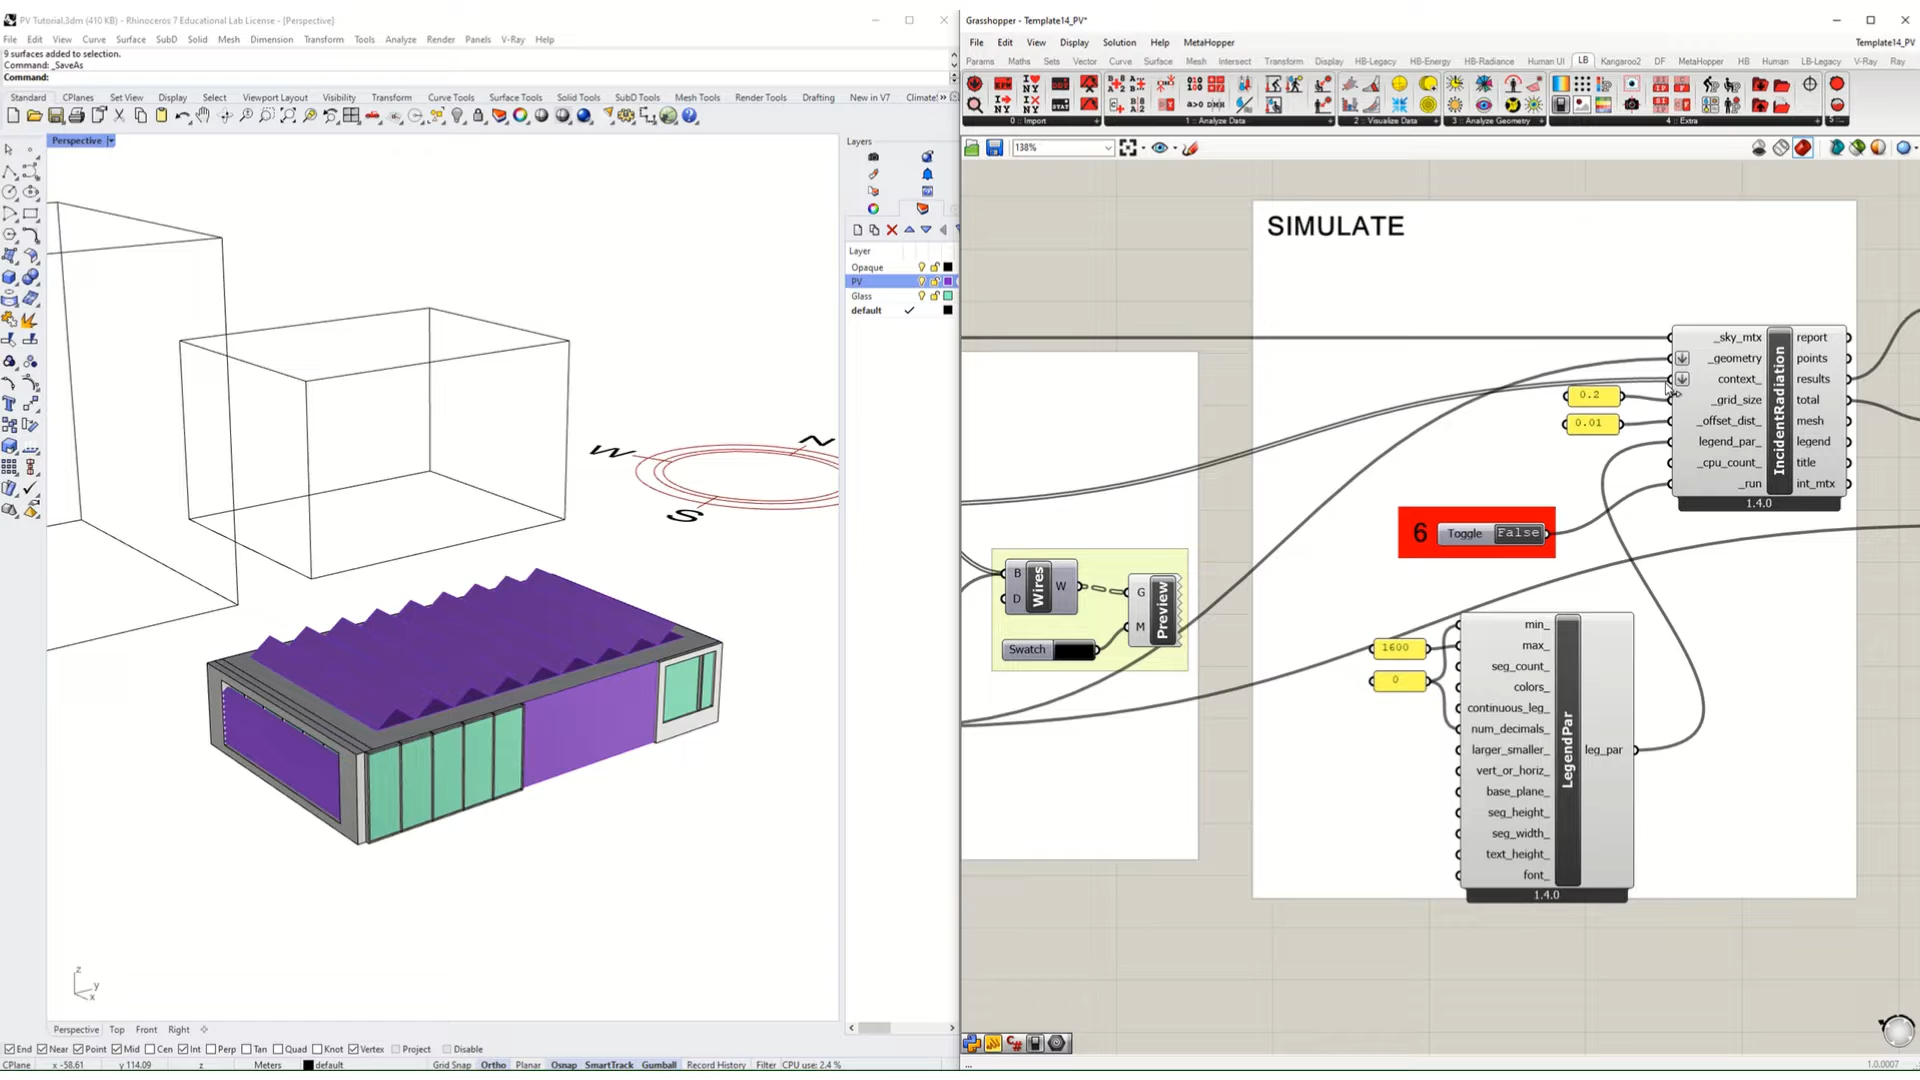 PV Tutorial.3dm (410 KB) - Rhinoceros 7 Educational Lab License - [Perspective]
File Edit View Curve Surface SubD Solid Mesh Dimension Transform Tools Analyze Render Panels V-Ray Help
9 surfaces added to selection.
Command: _SaveAs
Command:
Standard CPlanes Set View Display Select Viewport Layout Visibility Transform Curve Tools Surface Tools Solid Tools SubD Tools Mesh Tools Render Tools Drafting New in V7
Perspective
Layers
Layer
Opaque
PV
Glass
default
W N
S
z
y
x
Perspective Top Front Right
End Near Point Mid Cen Int Perp Tan Quad Knot Vertex Project Disable
CPlane x -58.61 y 114.09 z Meters default Grid Snap Ortho Planar Osnap SmartTrack Gumball Record History Filter CPU use: 2.4 %
Grasshopper - Template14_PV*
File Edit View Display Solution Help MetaHopper Template14_PV
Params Maths Sets Vector Curve Surface Mesh Intersect Transform Display HB-Legacy HB-Energy HB-Radiance Human UI LB Kangaroo2 DF MetaHopper HB Human LB-Legacy V-Ray Ray
0 :: Import 1 :: Analyze Data 2 :: Visualize Data 3 :: Analyze Geometry 4 :: Extra 5 ::
138%
SIMULATE
_sky_mtx report
_geometry points
context_ results
_grid_size total
_offset_dist_ mesh
legend_par_ legend
_cpu_count_ title
_run int_mtx
IncidentRadiation
1.4.0
0.2
0.01
6 Toggle False
B D Wires W
G M Preview
Swatch
1600
0
min_
max_
seg_count_
colors_
continuous_leg_
num_decimals_
larger_smaller_
vert_or_horiz_
base_plane_
seg_height_
seg_width_
text_height_
font_
LegendPar
leg_par
1.4.0
...
1.0.0007